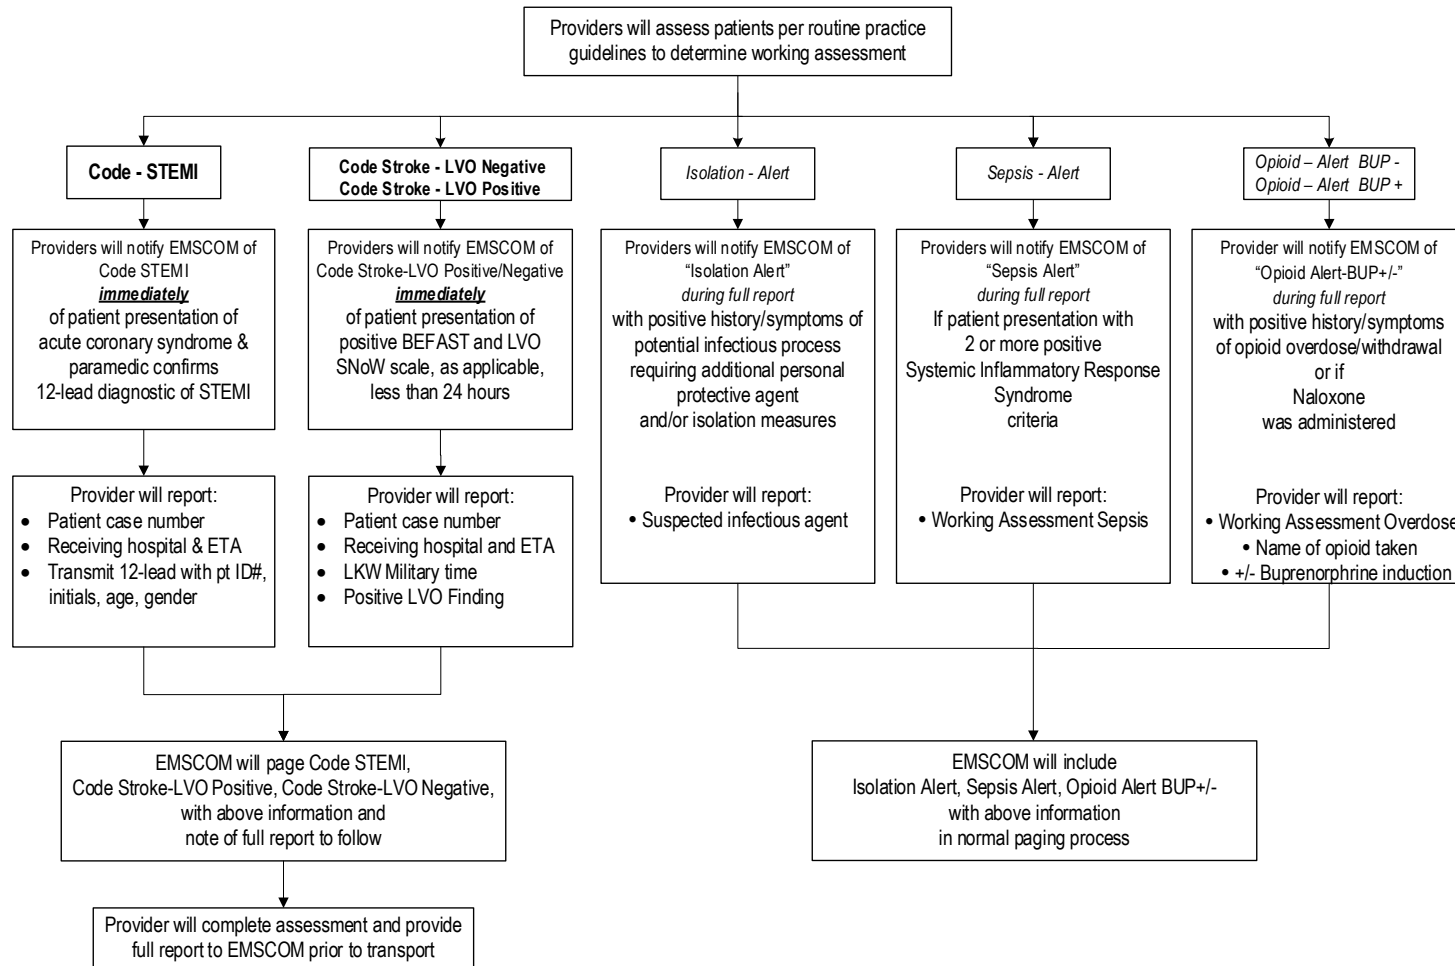 Providers will assess patients per routine practice
guidelines to determine working assessment
Code - STEMI
Code Stroke - LVO Negative
Code Stroke - LVO Positive
Isolation - Alert
Sepsis - Alert
Opioid – Alert BUP -
Opioid – Alert BUP +
Providers will notify EMSCOM of
Code STEMI
immediately
of patient presentation of
acute coronary syndrome &
paramedic confirms
12-lead diagnostic of STEMI
Providers will notify EMSCOM of
Code Stroke-LVO Positive/Negative
immediately
of patient presentation of
positive BEFAST and LVO
SNoW scale, as applicable,
less than 24 hours
Providers will notify EMSCOM of
“Isolation Alert”
during full report
with positive history/symptoms of
potential infectious process
requiring additional personal
protective agent
and/or isolation measures
Provider will report:
• Suspected infectious agent
Providers will notify EMSCOM of
“Sepsis Alert”
during full report
If patient presentation with
2 or more positive
Systemic Inflammatory Response
Syndrome
criteria
Provider will report:
• Working Assessment Sepsis
Provider will notify EMSCOM of
“Opioid Alert-BUP+/-”
during full report
with positive history/symptoms
of opioid overdose/withdrawal
or if
Naloxone
was administered
Provider will report:
• Working Assessment Overdose
• Name of opioid taken
• +/- Buprenorphrine induction
Provider will report:
• Patient case number
• Receiving hospital & ETA
• Transmit 12-lead with pt ID#,
initials, age, gender
Provider will report:
• Patient case number
• Receiving hospital and ETA
• LKW Military time
• Positive LVO Finding
EMSCOM will page Code STEMI,
Code Stroke-LVO Positive, Code Stroke-LVO Negative,
with above information and
note of full report to follow
EMSCOM will include
Isolation Alert, Sepsis Alert, Opioid Alert BUP+/-
with above information
in normal paging process
Provider will complete assessment and provide
full report to EMSCOM prior to transport